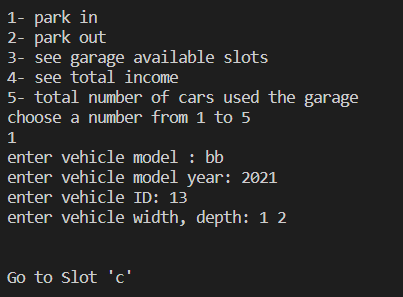 1- park in
2- park out
3- see garage available slots
4- see total income
5- total number of cars used the garage
choose a number from 1 to 5
1
enter vehicle model : bb
enter vehicle model year: 2021
enter vehicle ID: 13
enter vehicle width, depth: 1 2
Go to Slot 'c'